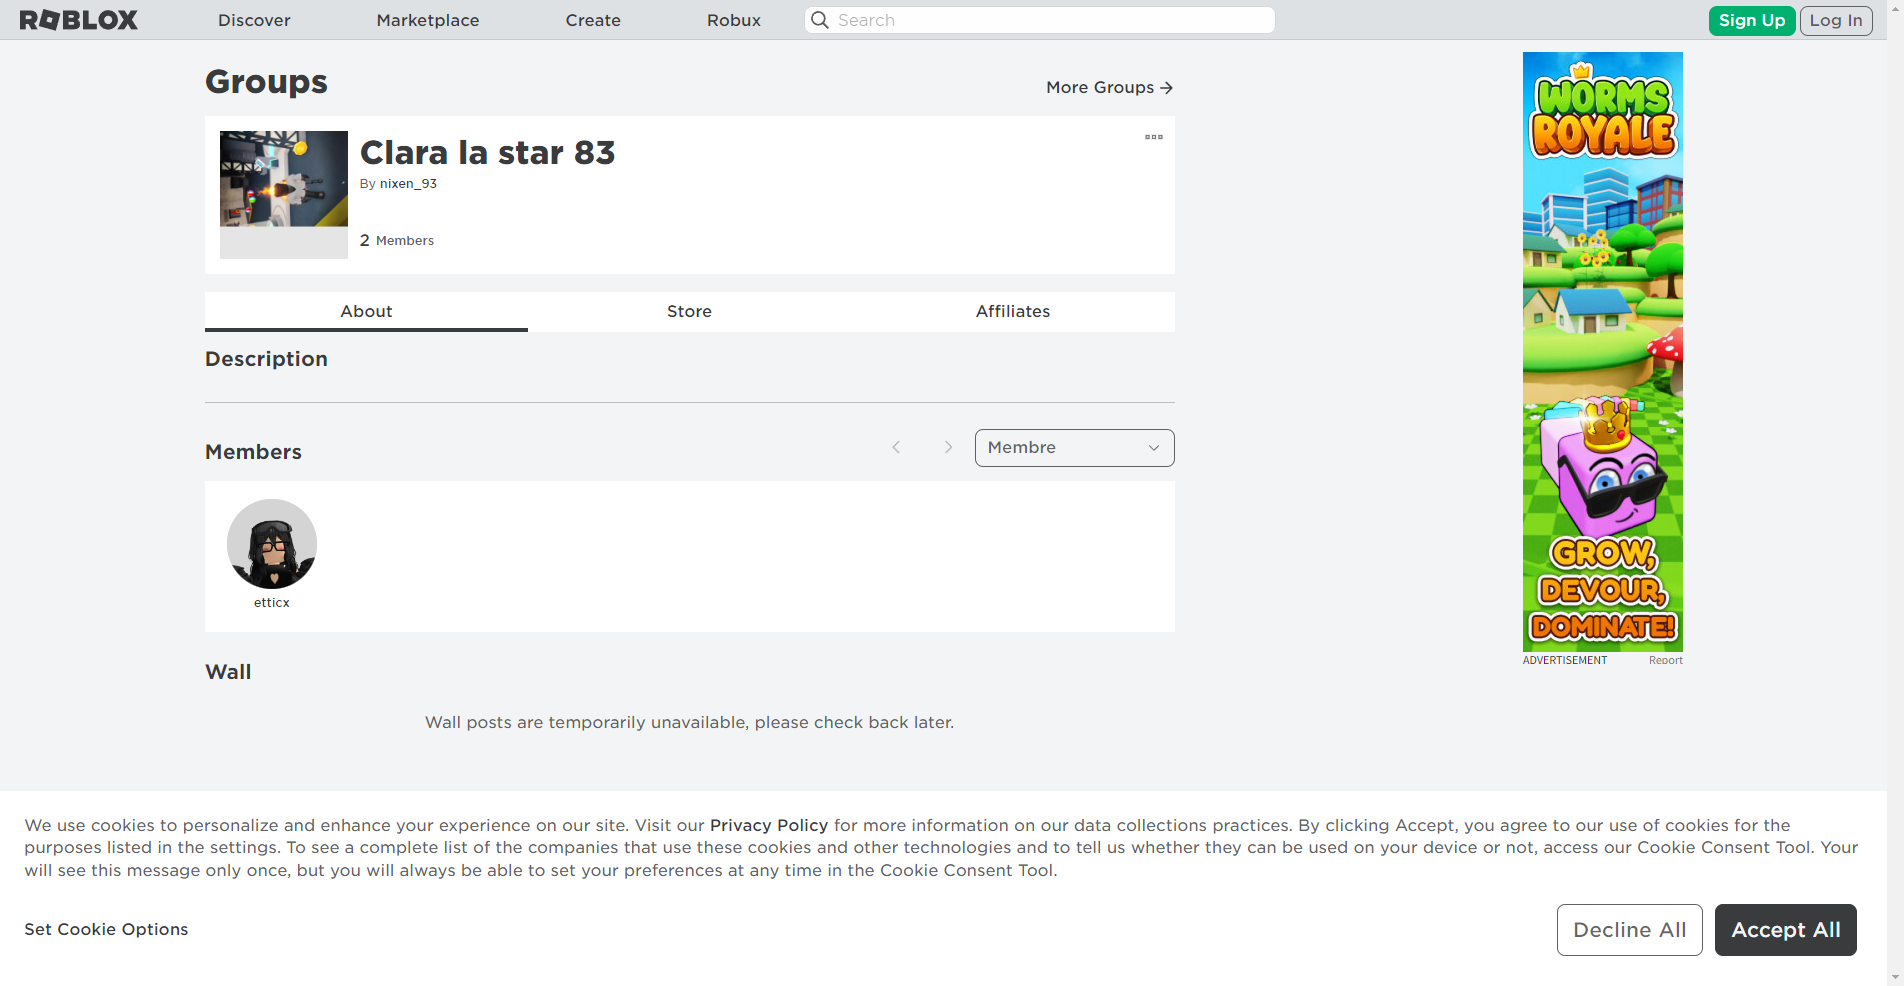 ROBLOX
Discover
Marketplace
Create
Robux
Search
Sign Up
Log In
Groups
More Groups
Clara la star 83
By nixen_93
2 Members
About
Store
Affiliates
Description
Members
Membre
etticx
Wall
Wall posts are temporarily unavailable, please check back later.
WORMS
ROYALE
GROW,
DEVOUR,
DOMINATE!
ADVERTISEMENT
Report
We use cookies to personalize and enhance your experience on our site. Visit our Privacy Policy for more information on our data collections practices. By clicking Accept, you agree to our use of cookies for the
purposes listed in the settings. To see a complete list of the companies that use these cookies and other technologies and to tell us whether they can be used on your device or not, access our Cookie Consent Tool. Your
will see this message only once, but you will always be able to set your preferences at any time in the Cookie Consent Tool.
Set Cookie Options
Decline All
Accept All